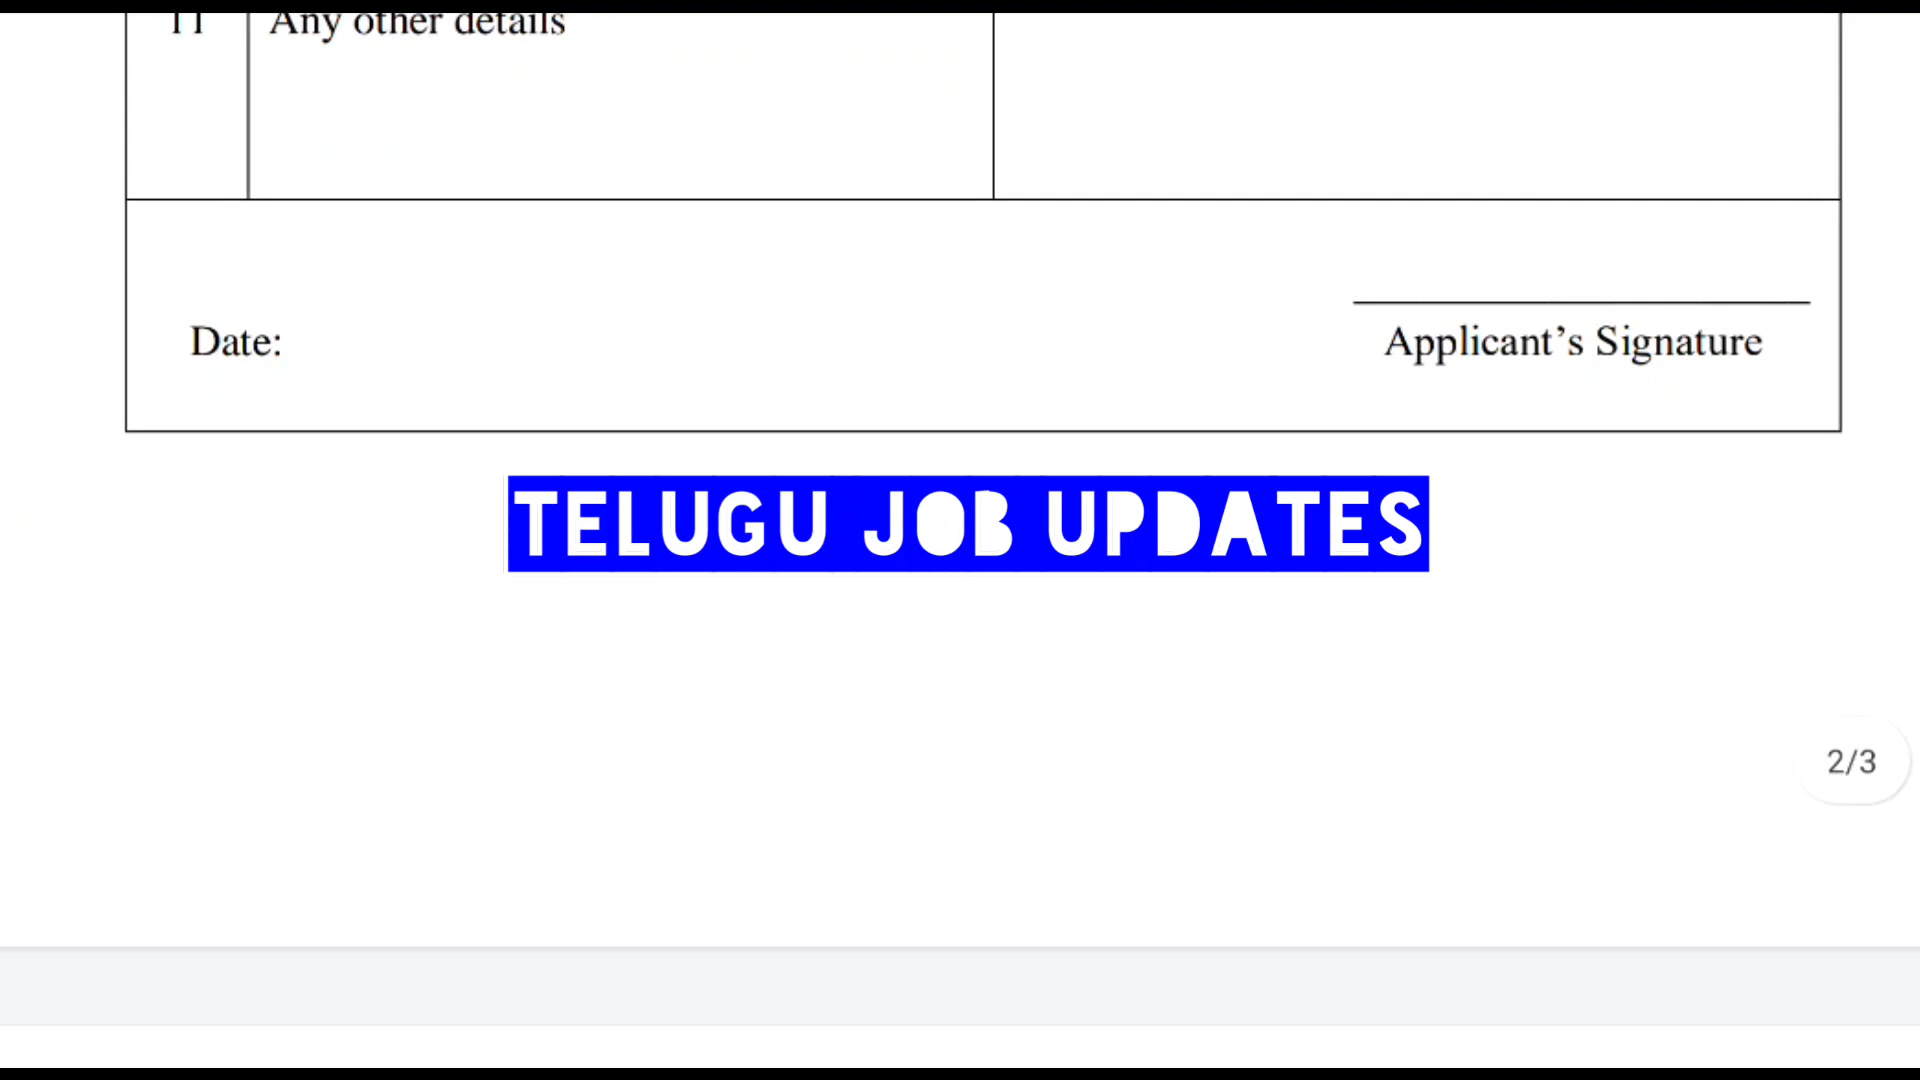 11 Any other details
Date:
Applicant’s Signature
TELUGU JOB UPDATES
2/3